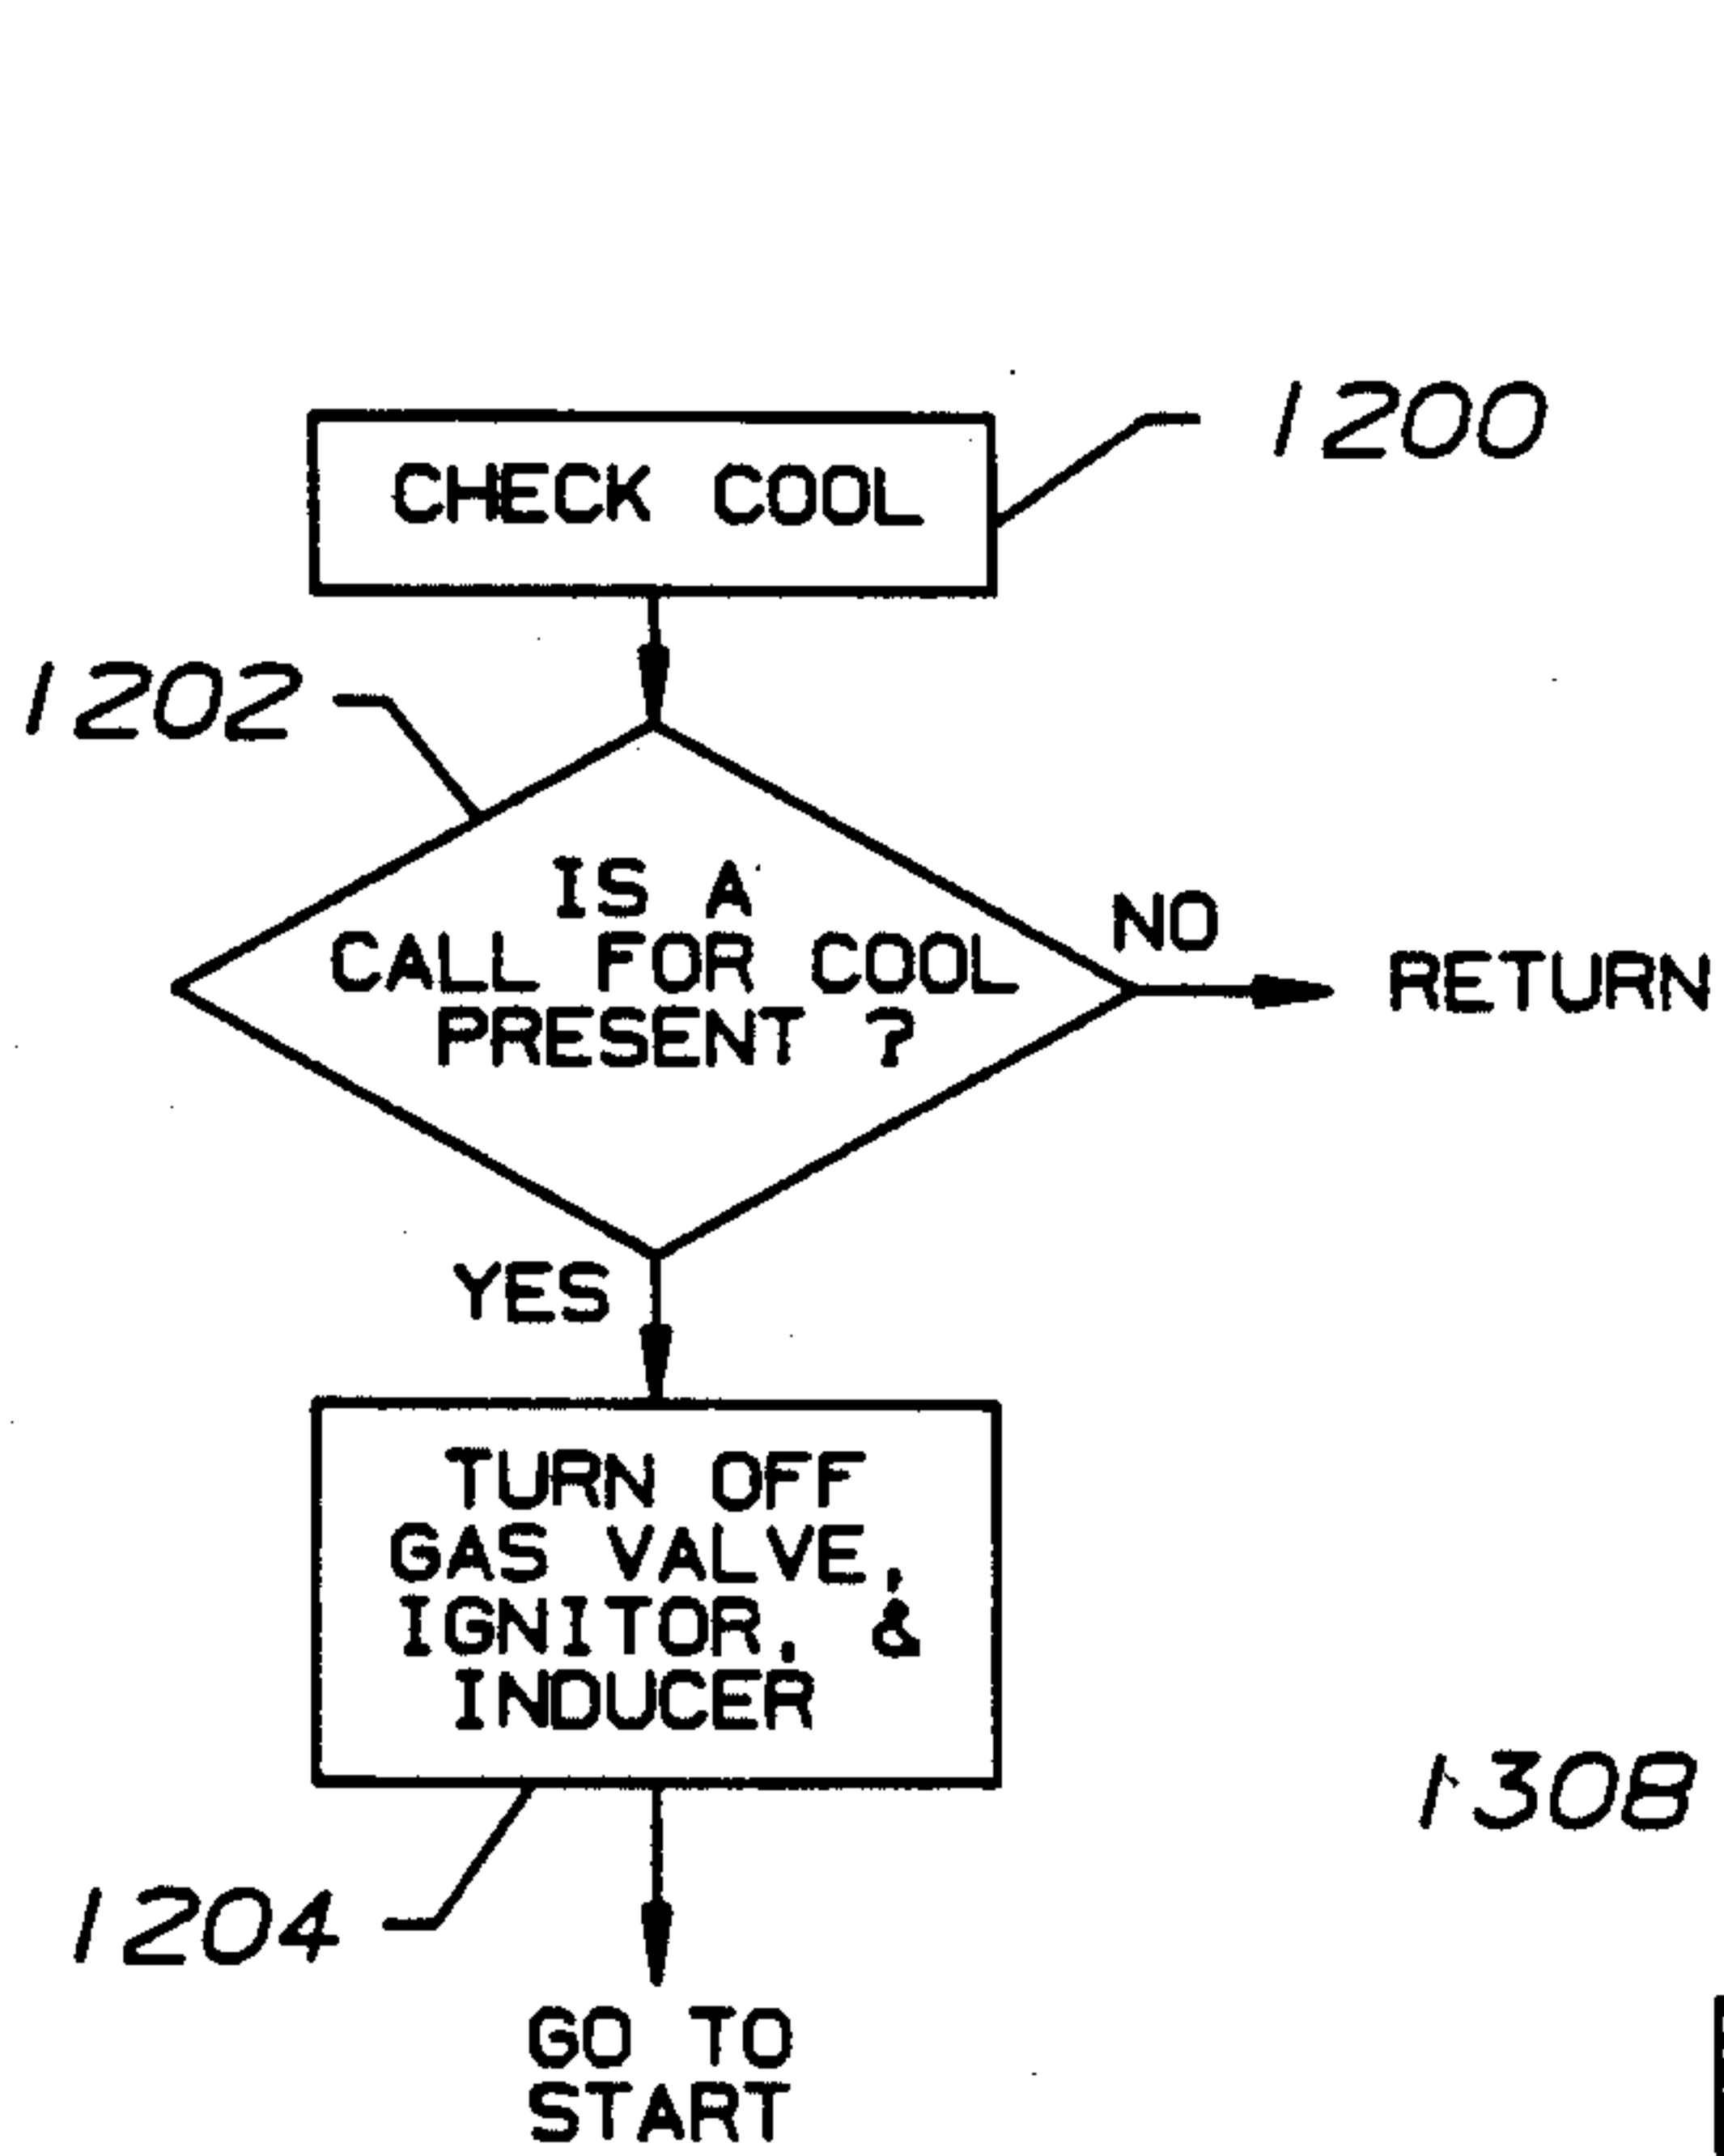 1200
CHECK COOL
1202
IS A
CALL FOR COOL
PRESENT ?
NO
RETURN
YES
TURN OFF
GAS VALVE,
IGNITOR, &
INDUCER
1308
1204
GO TO
START